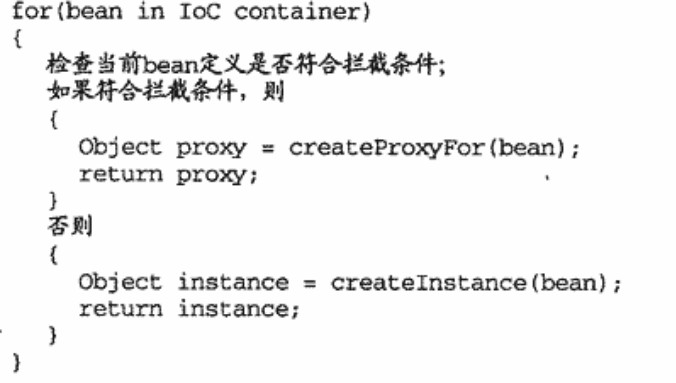 for(bean in IoC container)
{
检查当前bean定义是否符合拦截条件;
如果符合拦截条件，则
{
Object proxy = createProxyFor(bean);
return proxy;
}
否则
{
Object instance = createInstance(bean);
return instance;
}
}